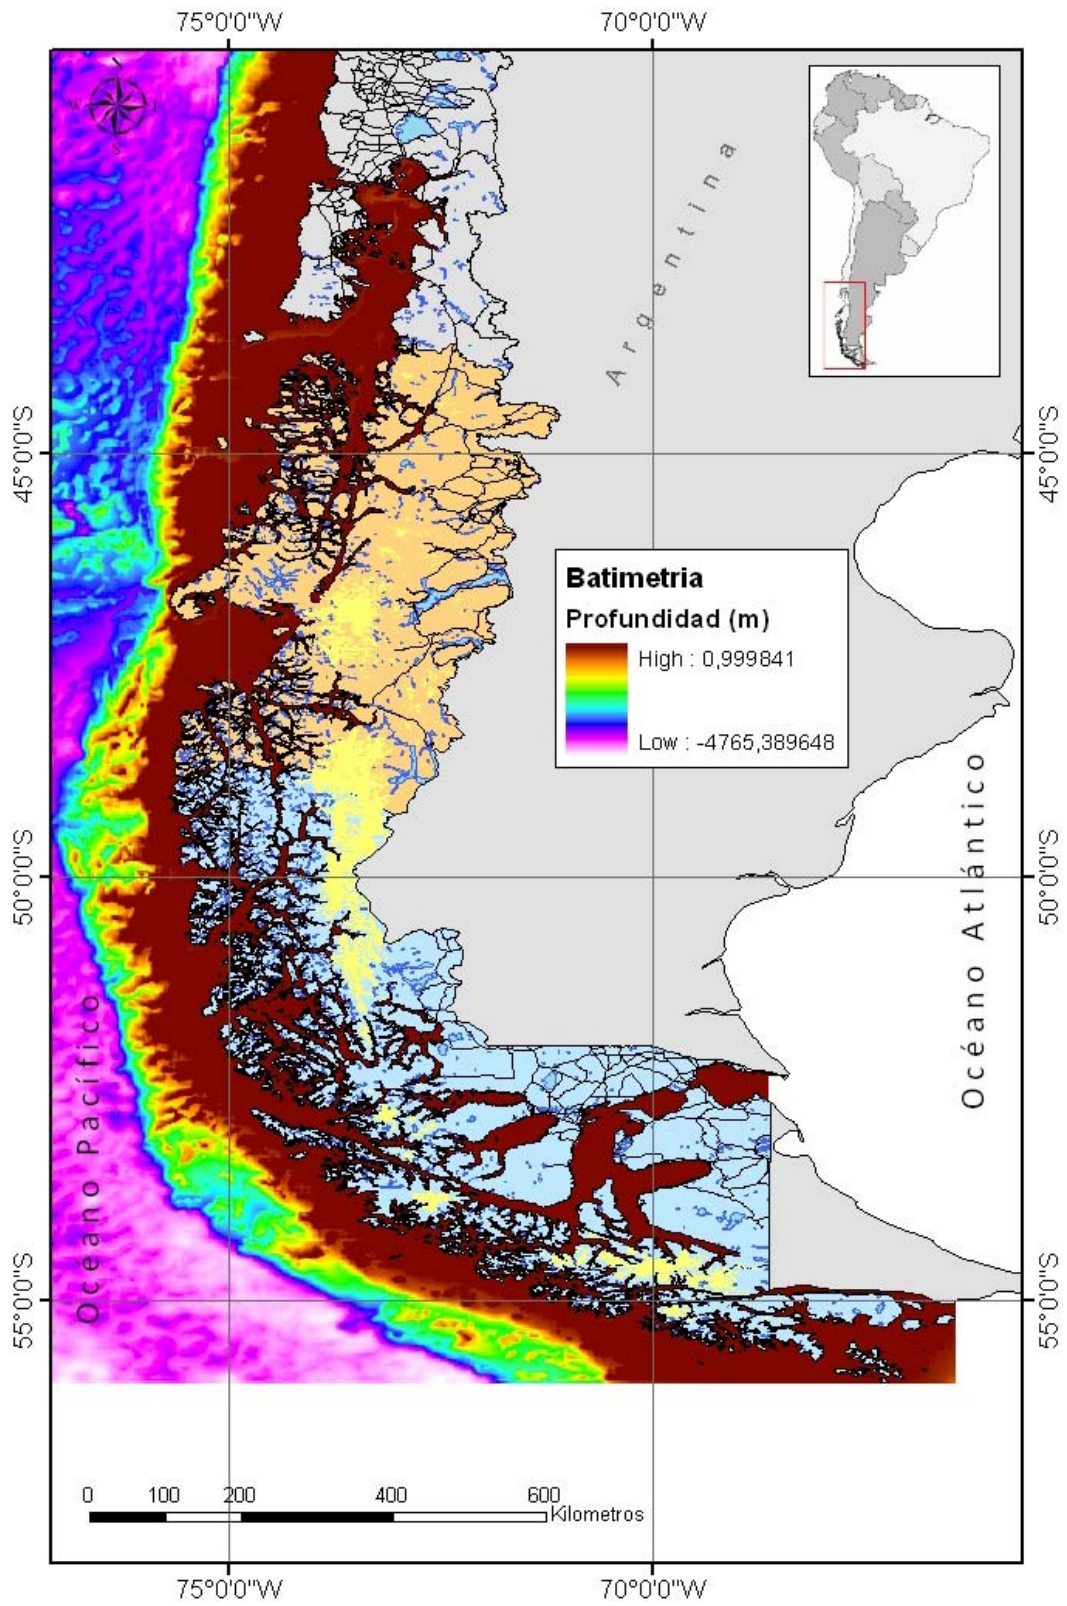 75°0'0"W
70°0'0"W
Argentina
45°0'0"S
45°0'0"S
Batimetria
Profundidad (m)
High : 0,999841
Low : -4765,389648
50°0'0"S
50°0'0"S
Océano Pacífico
Océano Atlántico
55°0'0"S
55°0'0"S
0 100 200 400 600
Kilometros
75°0'0"W
70°0'0"W